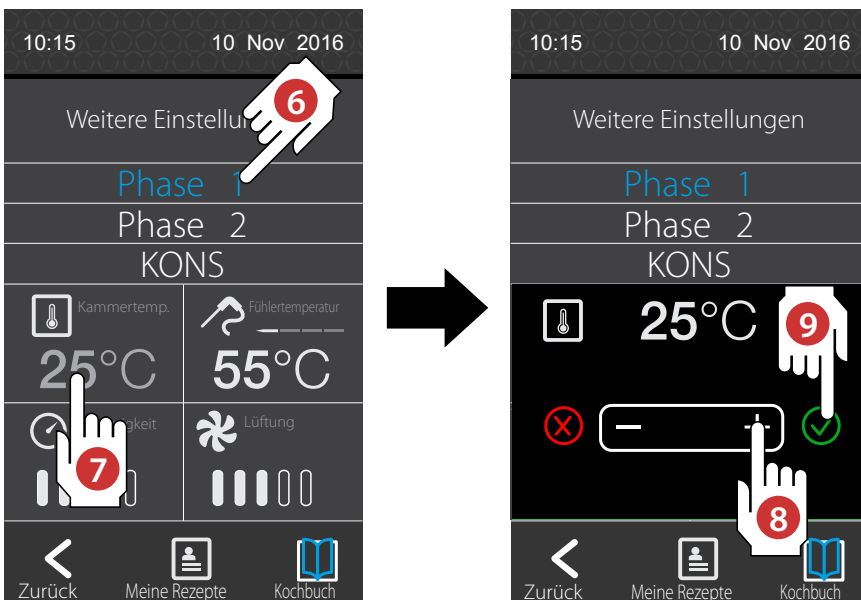 10:15 10 Nov 2016
Weitere Einstellu
6
Phase 1
Phase 2
KONS
Kammertemp. Fühlertemperatur
25°C 55°C
gkeit Lüftung
7
Zurück Meine Rezepte Kochbuch
10:15 10 Nov 2016
Weitere Einstellungen
Phase 1
Phase 2
KONS
25°C 9
8
Zurück Meine Rezepte Kochbuch